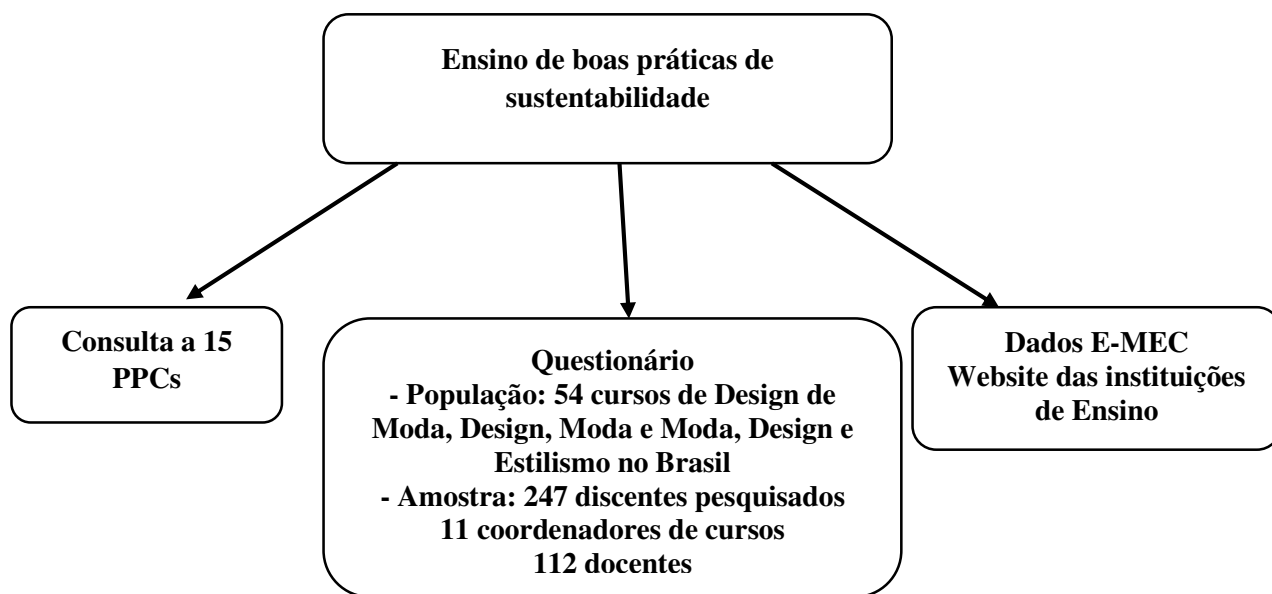 Ensino de boas práticas de
sustentabilidade
Consulta a 15
PPCs
Questionário
- População: 54 cursos de Design de
Moda, Design, Moda e Moda, Design e
Estilismo no Brasil
- Amostra: 247 discentes pesquisados
11 coordenadores de cursos
112 docentes
Dados E-MEC
Website das instituições
de Ensino